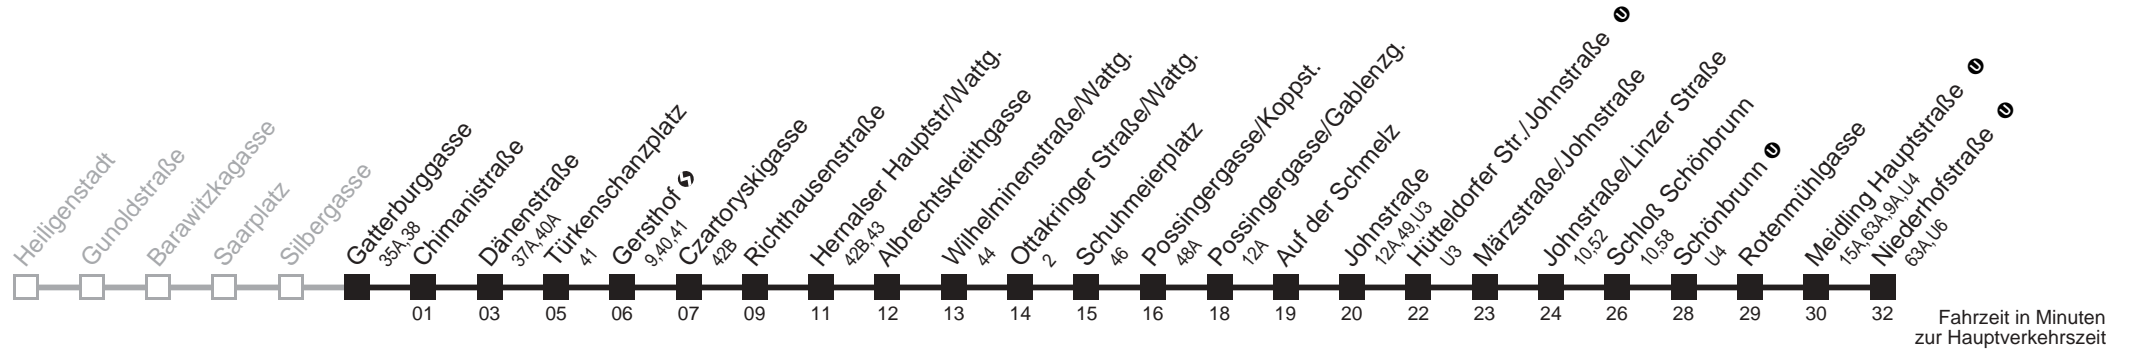 Heiligenstadt
Gunoldstraße
Barawitzkagasse
Saarplatz
Silbergasse
Gatterburggasse
35A,38
Chimanistraße
Dänenstraße
37A,40A
Türkenschanzplatz
41
Gersthof S
9,40,41
Czartoryskigasse
42B
Richthausenstraße
Hernalser Hauptstr/Wattg.
42B,43
Albrechtskreithgasse
Wilhelminenstraße/Wattg.
44
Ottakringer Straße/Wattg.
2
Schuhmeierplatz
46
Possingergasse/Koppst.
48A
Possingergasse/Gablenzg.
12A
Auf der Schmelz
Johnstraße
12A,49,U3
Hütteldorfer Str./Johnstraße U
U3
Märzstraße/Johnstraße
Johnstraße/Linzer Straße
10,52
Schloß Schönbrunn
10,58
Schönbrunn U
U4
Rotenmühlgasse
Meidling Hauptstraße U
15A,63A,9A,U4
Niederhofstraße U
63A,U6
01 03 05 06 07 09 11 12 13 14 15 16 18 19 20 22 23 24 26 28 29 30 32
Fahrzeit in Minuten
zur Hauptverkehrszeit